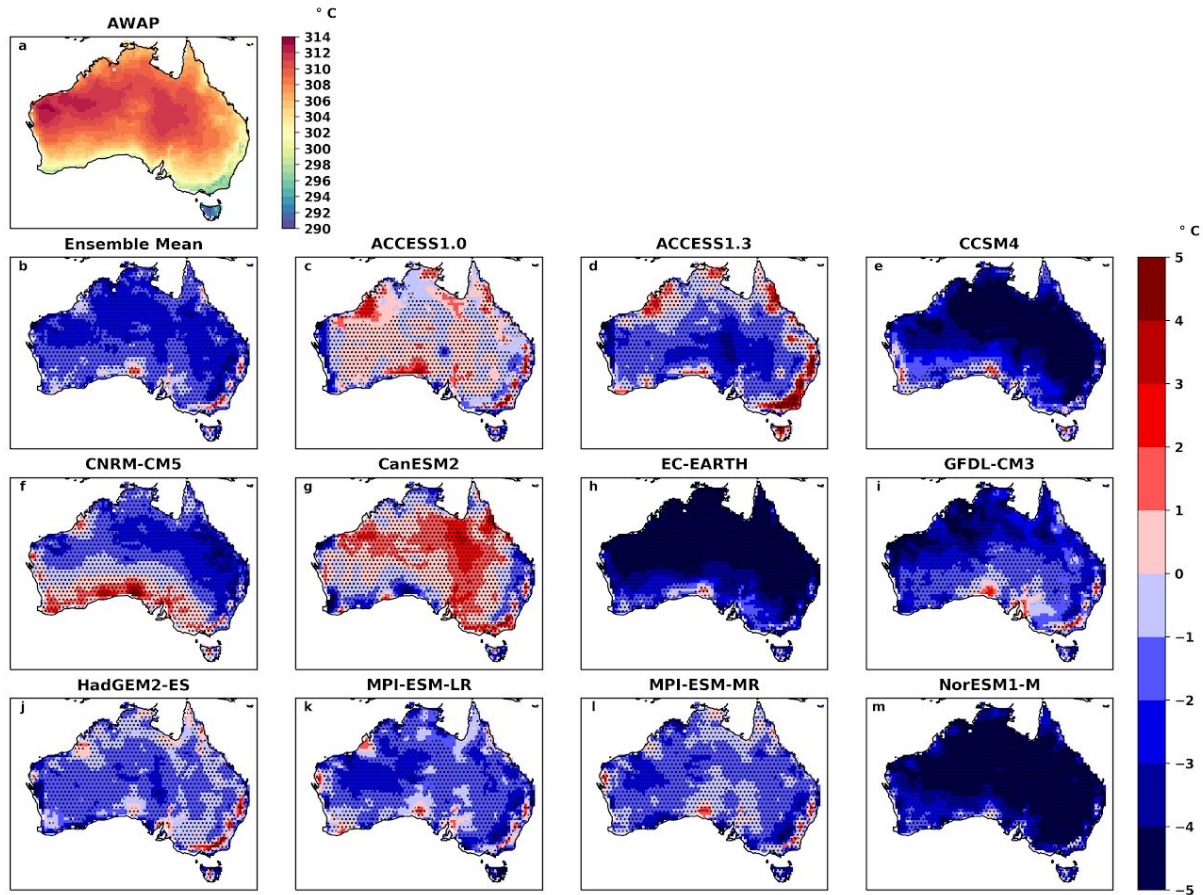 AWAP
° C
a
314
312
310
308
306
304
302
300
298
296
294
292
290
Ensemble Mean
ACCESS1.0
ACCESS1.3
CCSM4
° C
b
c
d
e
5
4
3
2
1
0
−1
−2
−3
−4
−5
CNRM-CM5
CanESM2
EC-EARTH
GFDL-CM3
f
g
h
i
HadGEM2-ES
MPI-ESM-LR
MPI-ESM-MR
NorESM1-M
j
k
l
m